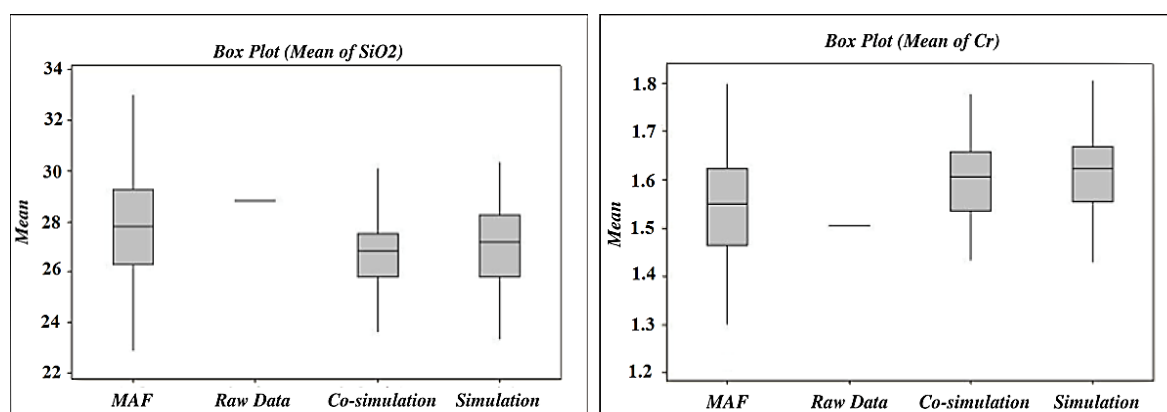 Box Plot (Mean of SiO2)
34
32
30
28
26
24
22
Mean
MAF
Raw Data
Co-simulation
Simulation
Box Plot (Mean of Cr)
1.8
1.7
1.6
1.5
1.4
1.3
1.2
Mean
MAF
Raw Data
Co-simulation
Simulation